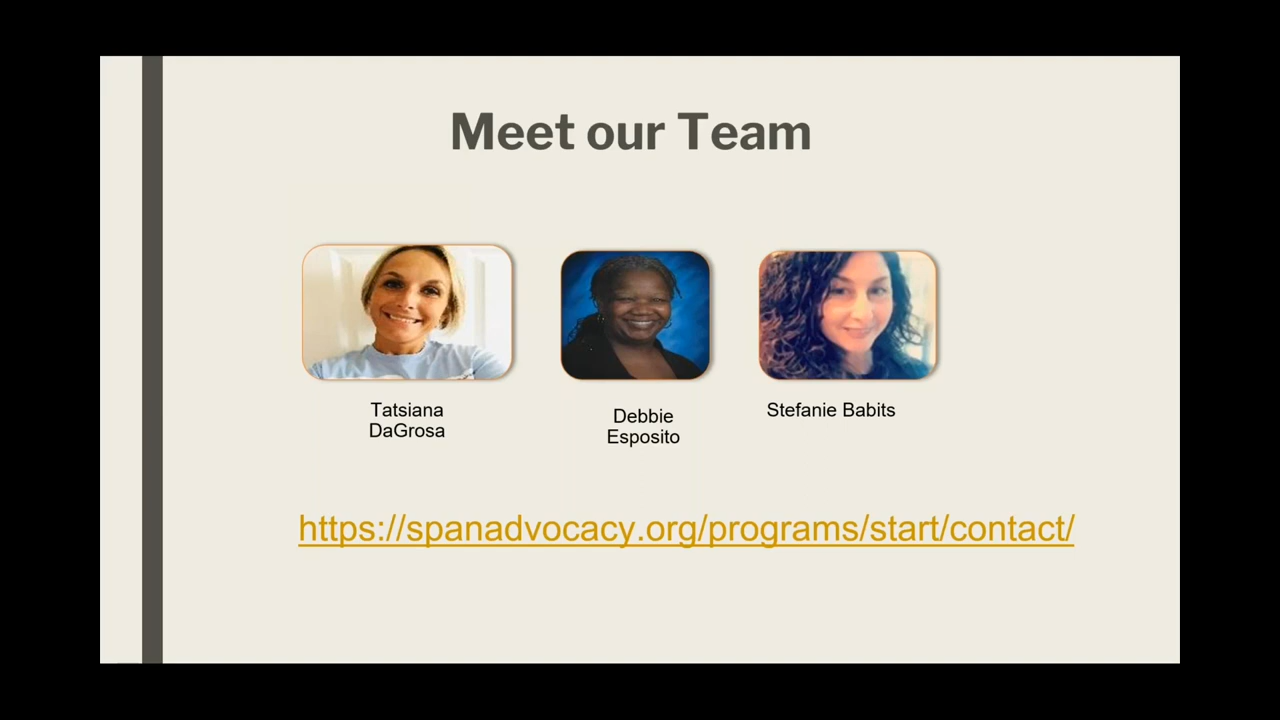 Meet our Team
Tatsiana
DaGrosa
Debbie
Esposito
Stefanie Babits
https://spanadvocacy.org/programs/start/contact/